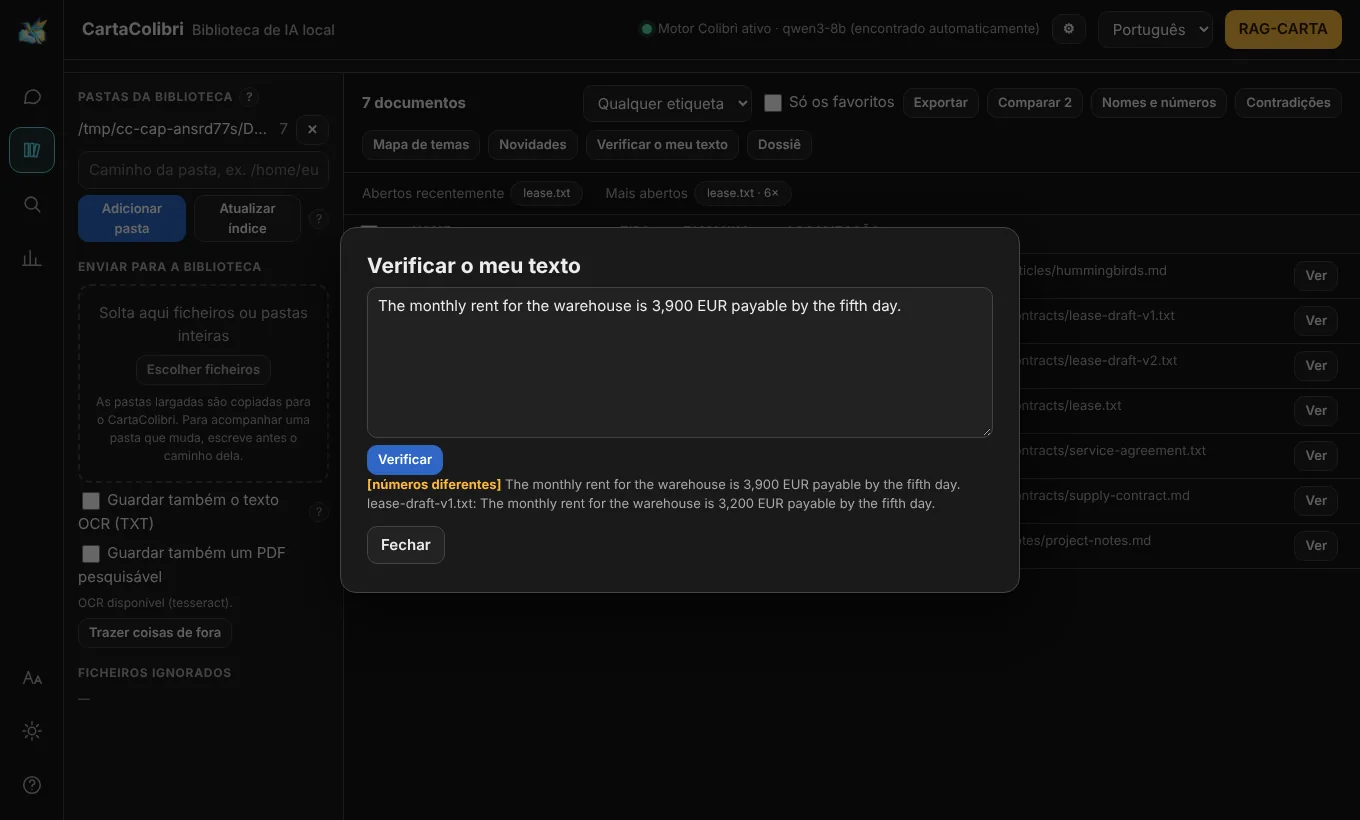 CartaColibri Biblioteca de IA local
Motor Colibri ativo · qwen3-8b (encontrado automaticamente)
Português
RAG-CARTA
PASTAS DA BIBLIOTECA ?
/tmp/cc-cap-ansrd77s/D... 7 ✕
Caminho da pasta, ex. /home/eu
Adicionar
pasta
Atualizar
índice
?
ENVIAR PARA A BIBLIOTECA
Solta aqui ficheiros ou pastas
inteiras
Escolher ficheiros
As pastas largadas são copiadas para
o CartaColibri. Para acompanhar uma
pasta que muda, escreve antes o
caminho dela.
Guardar também o texto
OCR (TXT)
?
Guardar também um PDF
pesquisável
OCR disponível (tesseract).
Trazer coisas de fora
FICHEIROS IGNORADOS
—
7 documentos
Qualquer etiqueta
Só os favoritos
Exportar
Comparar 2
Nomes e números
Contradições
Mapa de temas
Novidades
Verificar o meu texto
Dossiê
Abertos recentemente lease.txt Mais abertos lease.txt · 6×
Verificar o meu texto
The monthly rent for the warehouse is 3,900 EUR payable by the fifth day.
Verificar
[números diferentes] The monthly rent for the warehouse is 3,900 EUR payable by the fifth day.
lease-draft-v1.txt: The monthly rent for the warehouse is 3,200 EUR payable by the fifth day.
Fechar
ticles/hummingbirds.md Ver
ntracts/lease-draft-v1.txt Ver
ntracts/lease-draft-v2.txt Ver
ntracts/lease.txt Ver
ntracts/service-agreement.txt Ver
ntracts/supply-contract.md Ver
tes/project-notes.md Ver
AA